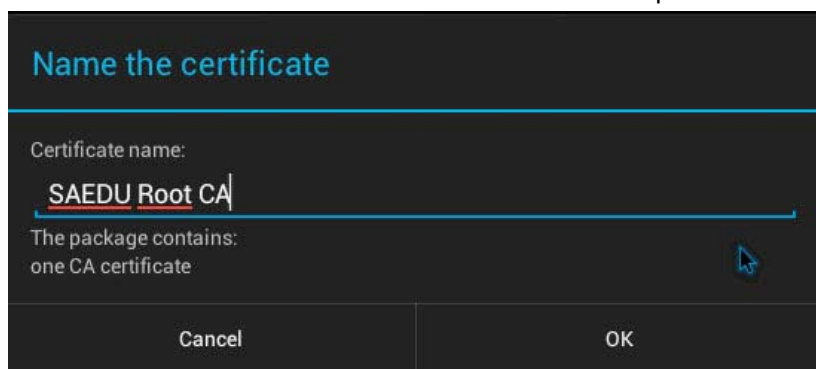 Name the certificate
Certificate name:
SAEDU Root CA
The package contains:
one CA certificate
Cancel
OK